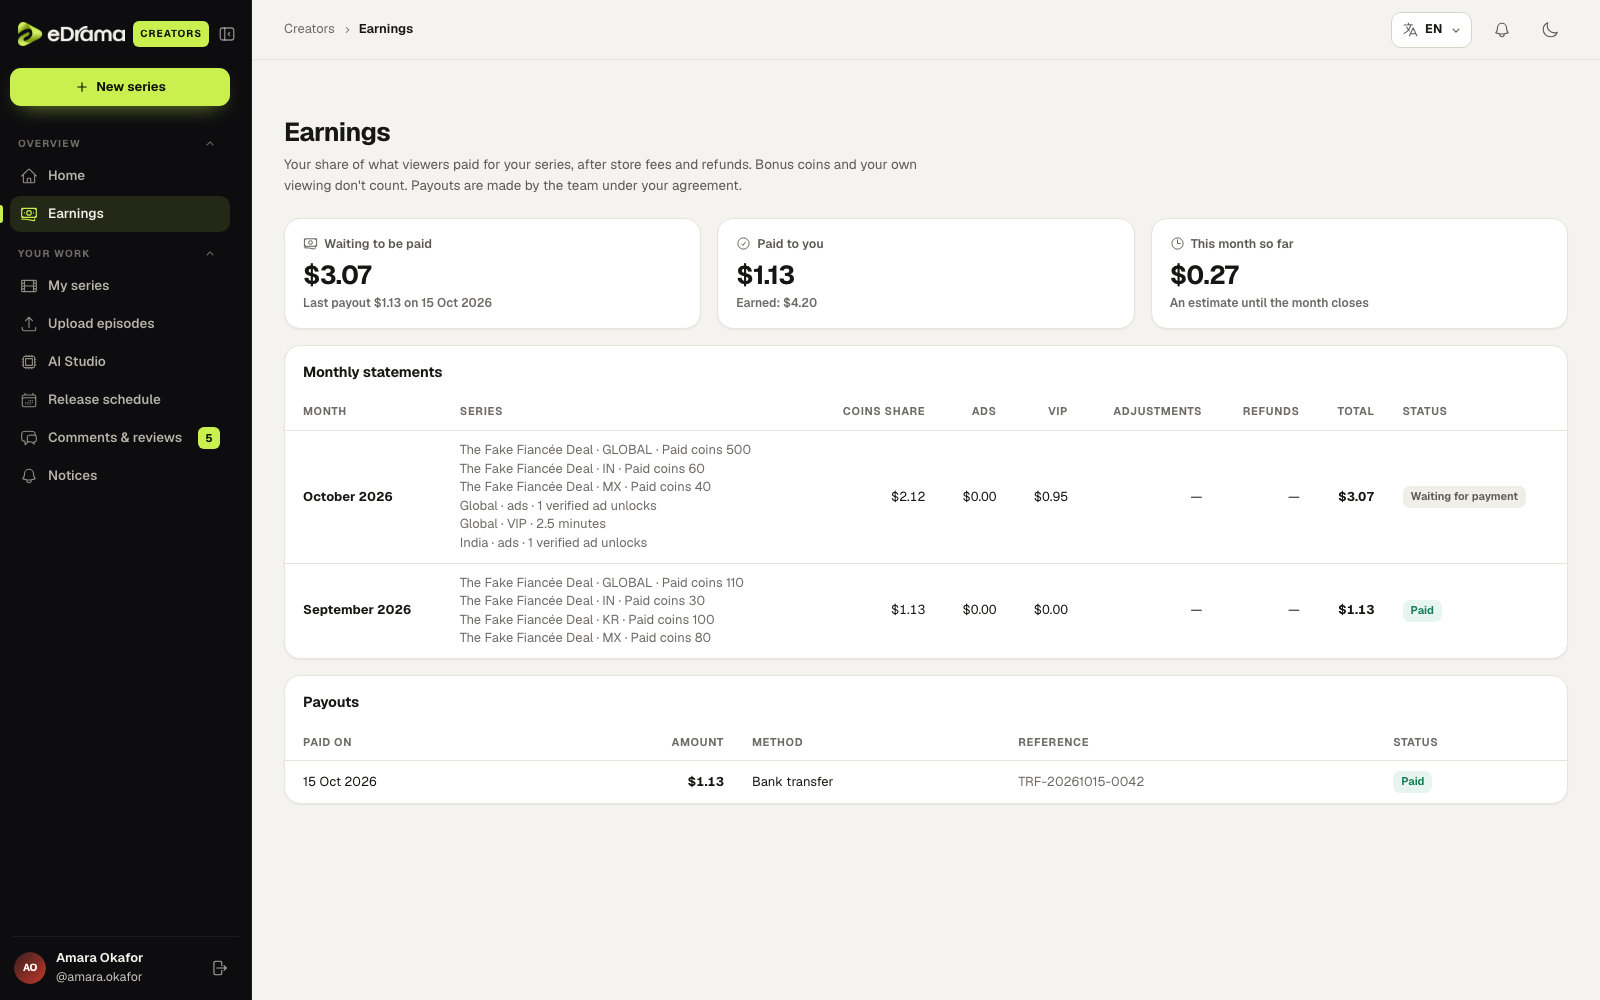 eDrama CREATORS
Creators › Earnings
EN
+ New series
OVERVIEW
Home
Earnings
YOUR WORK
My series
Upload episodes
AI Studio
Release schedule
Comments & reviews 5
Notices
AO
Amara Okafor
@amara.okafor
Earnings
Your share of what viewers paid for your series, after store fees and refunds. Bonus coins and your own
viewing don't count. Payouts are made by the team under your agreement.
Waiting to be paid
$3.07
Last payout $1.13 on 15 Oct 2026
Paid to you
$1.13
Earned: $4.20
This month so far
$0.27
An estimate until the month closes
Monthly statements
MONTH SERIES COINS SHARE ADS VIP ADJUSTMENTS REFUNDS TOTAL STATUS
The Fake Fiancée Deal · GLOBAL · Paid coins 500
The Fake Fiancée Deal · IN · Paid coins 60
The Fake Fiancée Deal · MX · Paid coins 40
October 2026 $2.12 $0.00 $0.95 — — $3.07 Waiting for payment
Global · ads · 1 verified ad unlocks
Global · VIP · 2.5 minutes
India · ads · 1 verified ad unlocks
The Fake Fiancée Deal · GLOBAL · Paid coins 110
The Fake Fiancée Deal · IN · Paid coins 30
September 2026 $1.13 $0.00 $0.00 — — $1.13 Paid
The Fake Fiancée Deal · KR · Paid coins 100
The Fake Fiancée Deal · MX · Paid coins 80
Payouts
PAID ON AMOUNT METHOD REFERENCE STATUS
15 Oct 2026 $1.13 Bank transfer TRF-20261015-0042 Paid